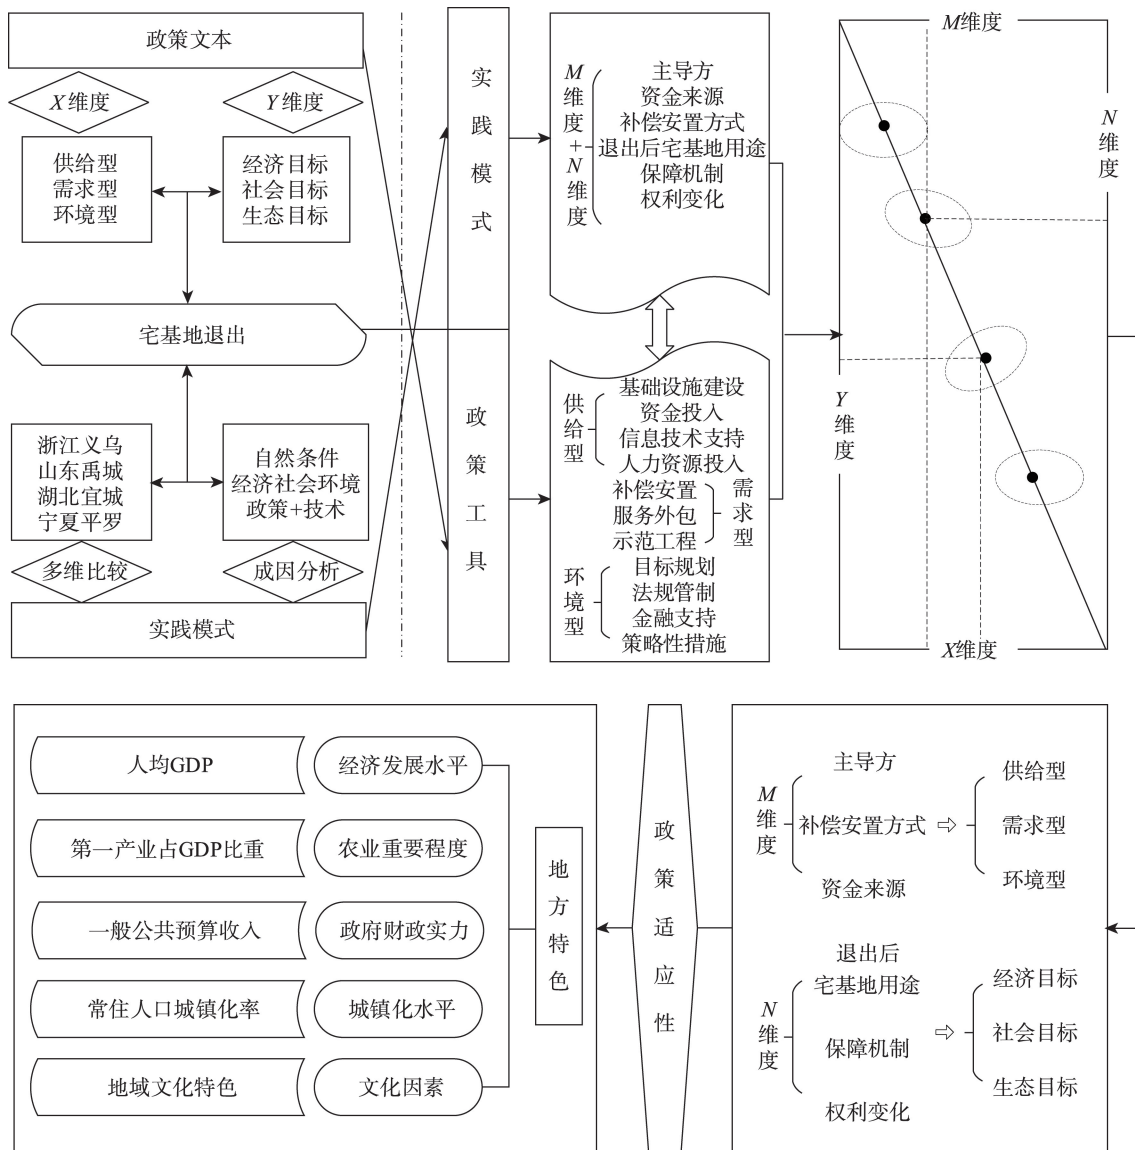 政策文本
X维度
Y维度
供给型
需求型
环境型
经济目标
社会目标
生态目标
宅基地退出
浙江义乌
山东禹城
湖北宜城
宁夏平罗
自然条件
经济社会环境
政策+技术
多维比较
成因分析
实践模式
实践模式
政策工具
M维度+N维度
主导方
资金来源
补偿安置方式
退出后宅基地用途
保障机制
权利变化
供给型
基础设施建设
资金投入
信息技术支持
人力资源投入
补偿安置
服务外包
示范工程
需求型
环境型
目标规划
法规管制
金融支持
策略性措施
M维度
N维度
Y维度
X维度
人均GDP
经济发展水平
第一产业占GDP比重
农业重要程度
一般公共预算收入
政府财政实力
常住人口城镇化率
城镇化水平
地域文化特色
文化因素
地方特色
政策适应性
M维度
主导方
补偿安置方式
资金来源
供给型
需求型
环境型
N维度
退出后
宅基地用途
保障机制
权利变化
经济目标
社会目标
生态目标